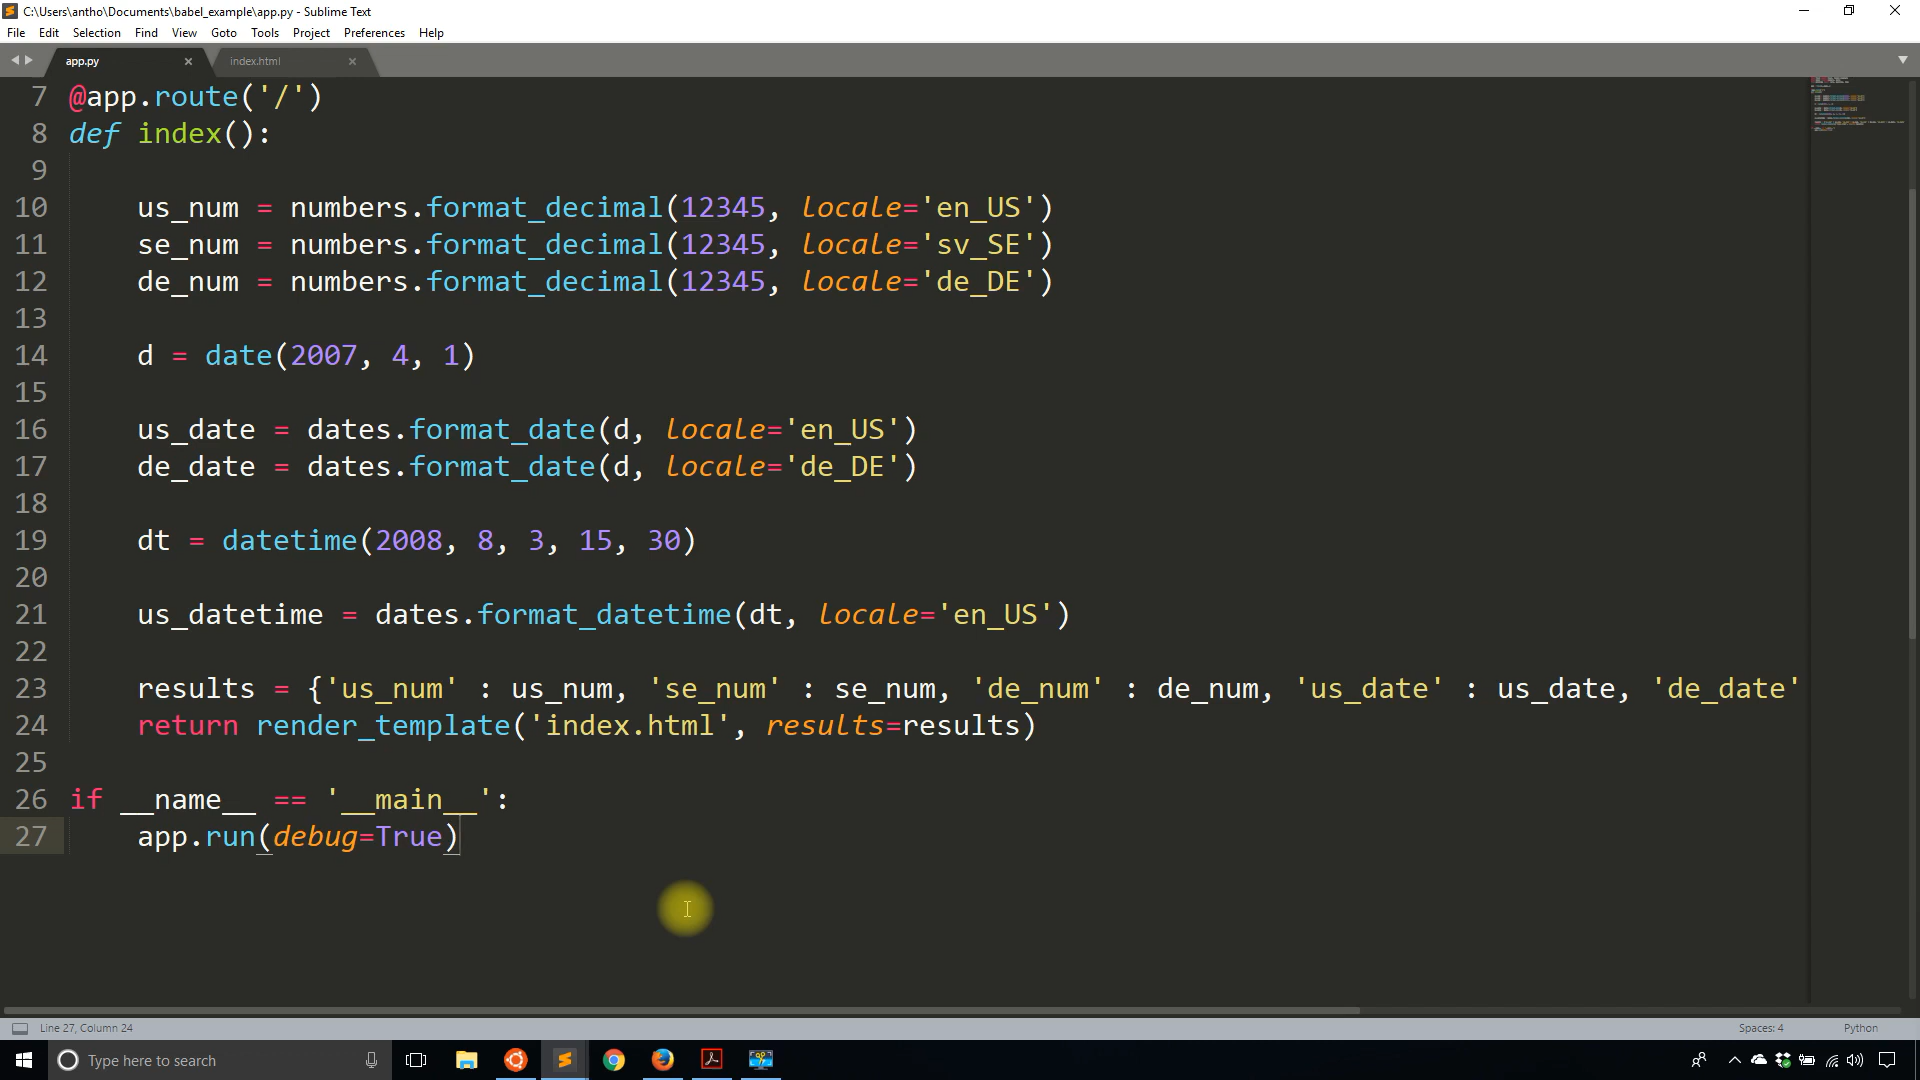 C:\Users\antho\Documents\babel_example\app.py - Sublime Text
File Edit Selection Find View Goto Tools Project Preferences Help
app.py index.html
7 @app.route('/')
8 def index():
9
10 us_num = numbers.format_decimal(12345, locale='en_US')
11 se_num = numbers.format_decimal(12345, locale='sv_SE')
12 de_num = numbers.format_decimal(12345, locale='de_DE')
13
14 d = date(2007, 4, 1)
15
16 us_date = dates.format_date(d, locale='en_US')
17 de_date = dates.format_date(d, locale='de_DE')
18
19 dt = datetime(2008, 8, 3, 15, 30)
20
21 us_datetime = dates.format_datetime(dt, locale='en_US')
22
23 results = {'us_num' : us_num, 'se_num' : se_num, 'de_num' : de_num, 'us_date' : us_date, 'de_date'
24 return render_template('index.html', results=results)
25
26 if __name__ == '__main__':
27 app.run(debug=True)
Line 27, Column 24 Spaces: 4 Python
Type here to search